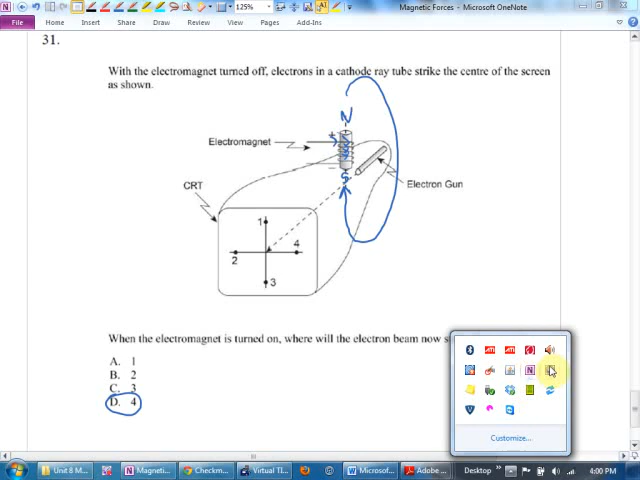 Magnetic Forces - Microsoft OneNote
125%
File Home Insert Share Draw Review View Page Add-Ins
31.
With the electromagnet turned off, electrons in a cathode ray tube strike the centre of the screen
as shown.
N
Electromagnet
S
Electron Gun
CRT
1
2
4
3
When the electromagnet is turned on, where will the electron beam now s
A. 1
B. 2
C. 3
D. 4
Customize...
Unit 8 M...
Magneti...
Checkm...
Virtual TI...
Microsof...
Adobe R...
Desktop
4:00 PM